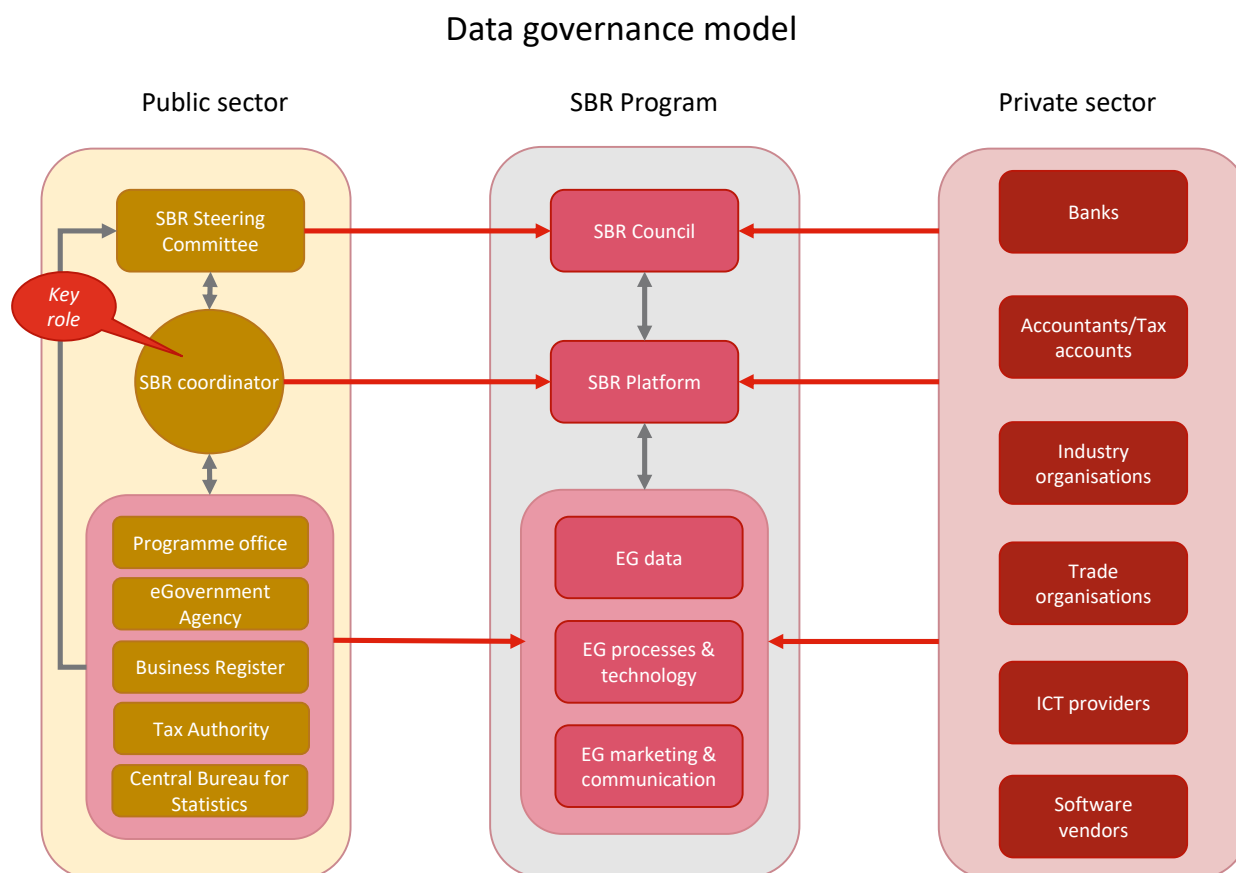 Data governance model
Public sector
SBR Program
Private sector
SBR Steering
Committee
Key
role
SBR coordinator
Programme office
eGovernment
Agency
Business Register
Tax Authority
Central Bureau for
Statistics
SBR Council
SBR Platform
EG data
EG processes &
technology
EG marketing &
communication
Banks
Accountants/Tax
accounts
Industry
organisations
Trade
organisations
ICT providers
Software
vendors